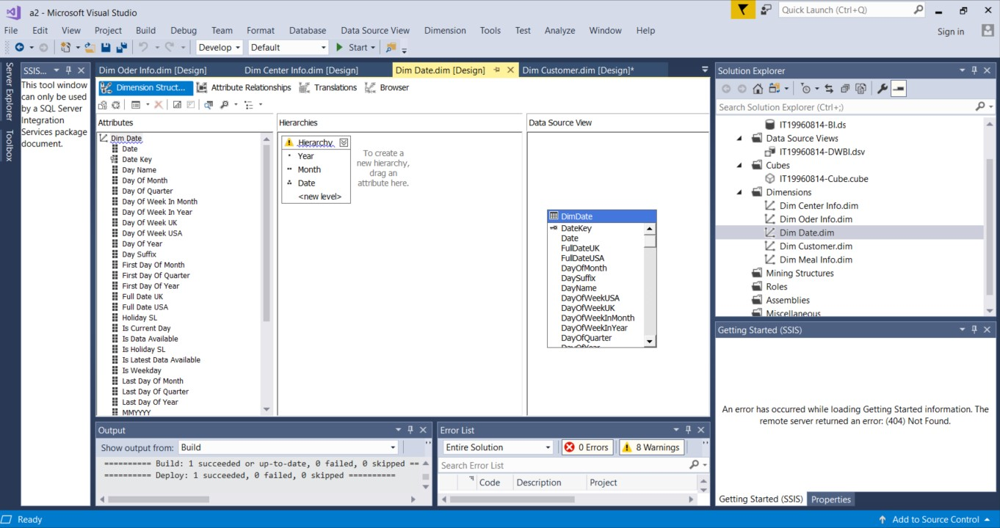 a2 - Microsoft Visual Studio
Quick Launch (Ctrl+Q)
File Edit View Project Build Debug Team Format Database Data Source View Dimension Tools Test Analyze Window Help
Sign in
Develop Default Start
Server Explorer
Toolbox
SSIS...
This tool window
can only be used
by a SQL Server
Integration
Services package
document.
Dim Oder Info.dim [Design] Dim Center Info.dim [Design] Dim Date.dim [Design] Dim Customer.dim [Design]*
Dimension Struct... Attribute Relationships Translations Browser
Attributes
Dim Date
Date
Date Key
Day Name
Day Of Month
Day Of Quarter
Day Of Week In Month
Day Of Week In Year
Day Of Week UK
Day Of Week USA
Day Of Year
Day Suffix
First Day Of Month
First Day Of Quarter
First Day Of Year
Full Date UK
Full Date USA
Holiday SL
Is Current Day
Is Data Available
Is Holiday SL
Is Latest Data Available
Is Weekday
Last Day Of Month
Last Day Of Quarter
Last Day Of Year
MMYYYY
Hierarchies
Hierarchy
Year
Month
Date
<new level>
To create a
new hierarchy,
drag an
attribute here.
Data Source View
DimDate
DateKey
Date
FullDateUK
FullDateUSA
DayOfMonth
DaySuffix
DayName
DayOfWeekUSA
DayOfWeekUK
DayOfWeekInMonth
DayOfWeekInYear
DayOfQuarter
DayOfYear
Solution Explorer
Search Solution Explorer (Ctrl+;)
IT19960814-BI.ds
Data Source Views
IT19960814-DWBI.dsv
Cubes
IT19960814-Cube.cube
Dimensions
Dim Center Info.dim
Dim Oder Info.dim
Dim Date.dim
Dim Customer.dim
Dim Meal Info.dim
Mining Structures
Roles
Assemblies
Miscellaneous
Getting Started (SSIS)
An error has occurred while loading Getting Started information. The
remote server returned an error: (404) Not Found.
Getting Started (SSIS) Properties
Output
Show output from: Build
========== Build: 1 succeeded or up-to-date, 0 failed, 0 skipped ==
========== Deploy: 1 succeeded, 0 failed, 0 skipped ==========
Error List
Entire Solution 0 Errors 8 Warnings
Search Error List
Code Description Project
Ready
Add to Source Control